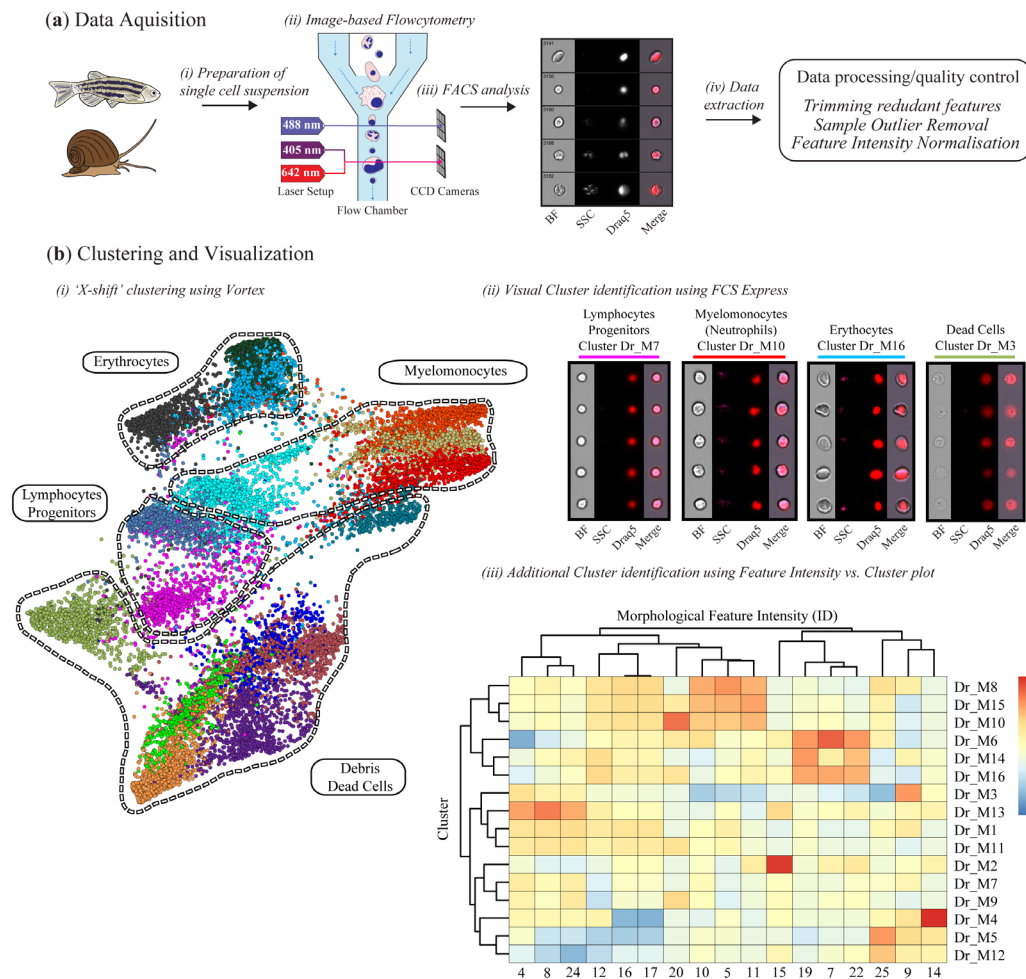 (a) Data Aquisition
(ii) Image-based Flowcytometry
(i) Preparation of
single cell suspension
(iii) FACS analysis
488 nm
405 nm
642 nm
Laser Setup
CCD Cameras
Flow Chamber
3141
3150
3160
3168
3182
BF
SSC
Draq5
Merge
(iv) Data
extraction
Data processing/quality control
Trimming redudant features
Sample Outlier Removal
Feature Intensity Normalisation
(b) Clustering and Visualization
(i) ‘X-shift’ clustering using Vortex
Erythrocytes
Myelomonocytes
Lymphocytes
Progenitors
Debris
Dead Cells
(ii) Visual Cluster identification using FCS Express
Lymphocytes
Progenitors
Cluster Dr_M7
Myelomonocytes
(Neutrophils)
Cluster Dr_M10
Erythrocytes
Cluster Dr_M16
Dead Cells
Cluster Dr_M3
BF
SSC
Draq5
Merge
BF
SSC
Draq5
Merge
BF
SSC
Draq5
Merge
BF
SSC
Draq5
Merge
(iii) Additional Cluster identification using Feature Intensity vs. Cluster plot
Morphological Feature Intensity (ID)
Cluster
Dr_M8
Dr_M15
Dr_M10
Dr_M6
Dr_M14
Dr_M16
Dr_M3
Dr_M13
Dr_M1
Dr_M11
Dr_M2
Dr_M7
Dr_M9
Dr_M4
Dr_M5
Dr_M12
4 8 24 12 16 17 20 10 5 11 15 19 7 22 25 9 14